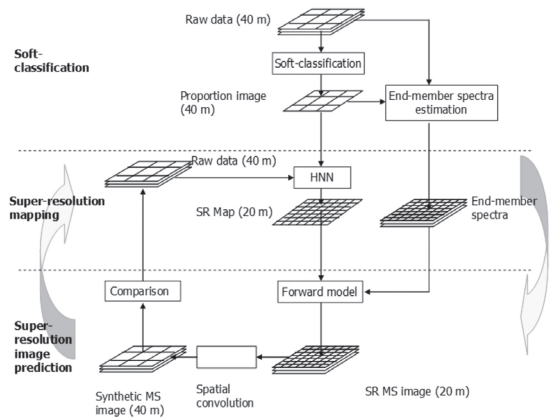 Raw data (40 m)
Soft-
classification
Soft-classification
Proportion image
(40 m)
End-member spectra
estimation
Raw data (40 m)
HNN
Super-resolution
mapping
SR Map (20 m)
End-member
spectra
Comparison
Forward model
Super-
resolution
image
prediction
Synthetic MS
image (40 m)
Spatial
convolution
SR MS image (20 m)